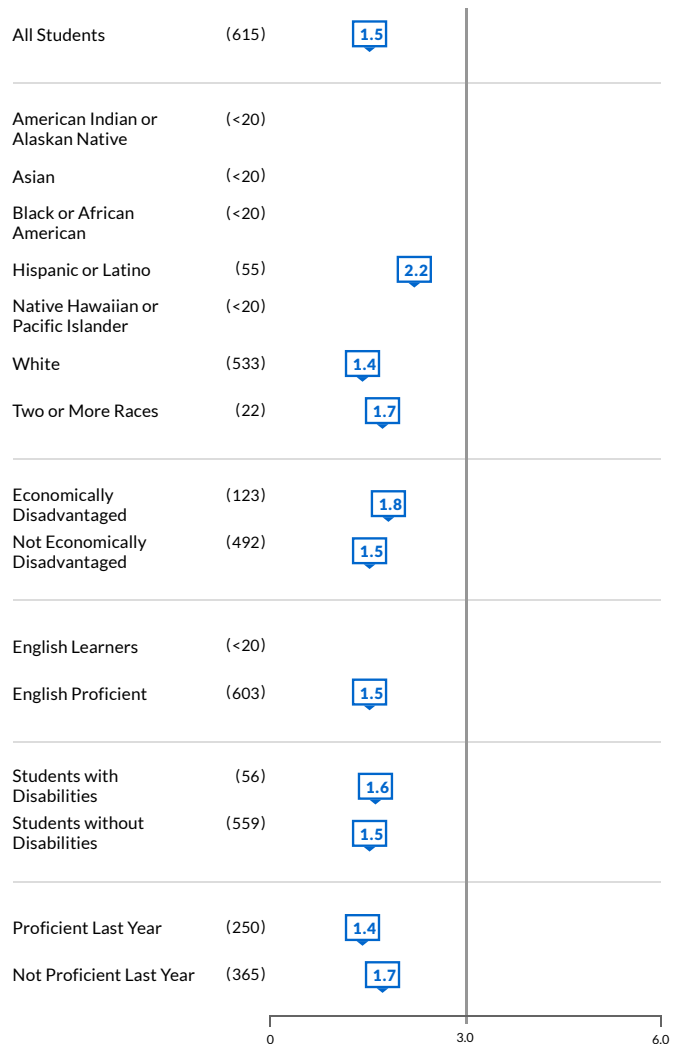 All Students (615) 1.5
American Indian or (<20)
Alaskan Native
Asian (<20)
Black or African (<20)
American
Hispanic or Latino (55) 2.2
Native Hawaiian or (<20)
Pacific Islander
White (533) 1.4
Two or More Races (22) 1.7
Economically (123) 1.8
Disadvantaged
Not Economically (492) 1.5
Disadvantaged
English Learners (<20)
English Proficient (603) 1.5
Students with (56) 1.6
Disabilities
Students without (559) 1.5
Disabilities
Proficient Last Year (250) 1.4
Not Proficient Last Year (365) 1.7
0 3.0 6.0